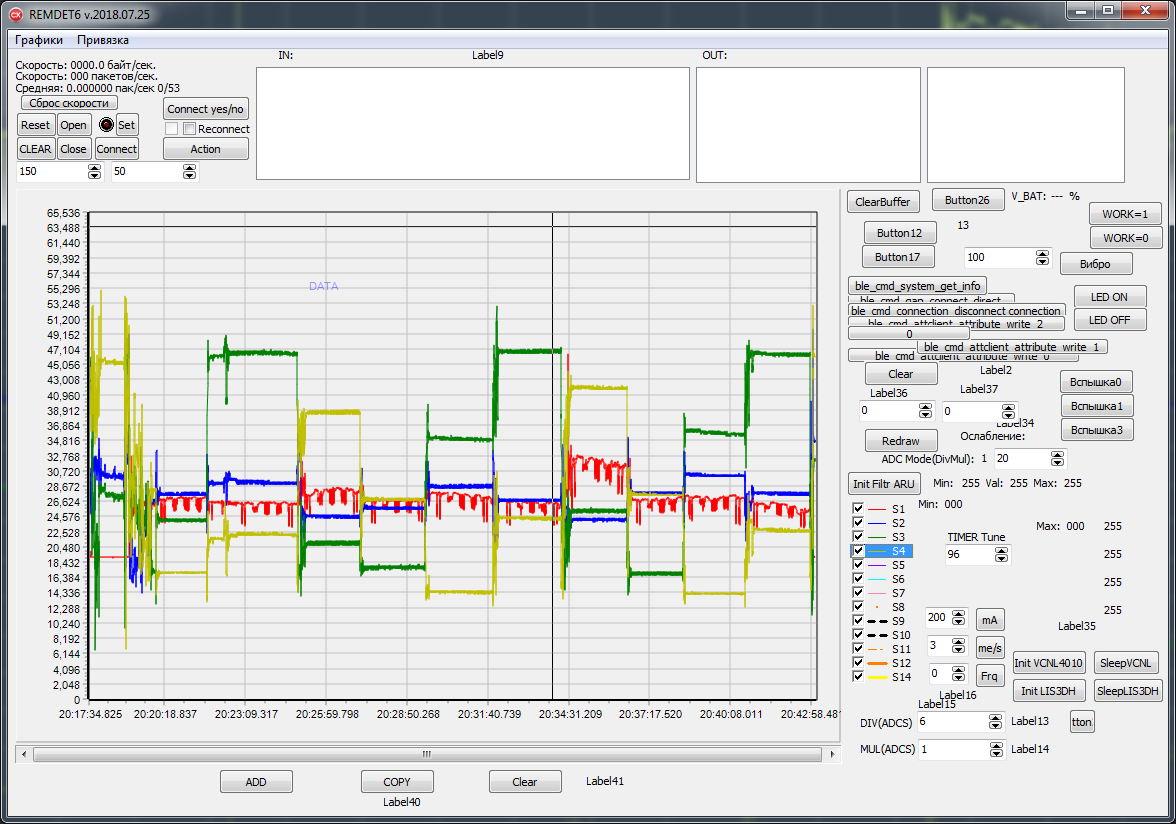 REMDET6 v.2018.07.25
Графики Привязка
Скорость: 0000.0 байт/сек.
Скорость: 000 пакетов/сек.
Средняя: 0.000000 пак/сек 0/53
Сброс скорости
Reset Open Set
CLEAR Close Connect
150 50
Connect yes/no
Reconnect
Action
IN: Label9 OUT:
65,536
63,488
61,440
59,392
57,344
55,296
53,248
51,200
49,152
47,104
45,056
43,008
40,960
38,912
36,864
34,816
32,768
30,720
28,672
26,624
24,576
22,528
20,480
18,432
16,384
14,336
12,288
10,240
8,192
6,144
4,096
2,048
0
DATA
20:17:34.825 20:20:18.837 20:23:09.317 20:25:59.798 20:28:50.268 20:31:40.739 20:34:31.209 20:37:17.520 20:40:08.011 20:42:58.481
ADD COPY Clear Label41
Label40
ClearBuffer Button26 V_BAT: --- %
WORK=1
Button12 13 WORK=0
Button17 100 Вибро
ble_cmd_system_get_info
ble_cmd_gap_connect_direct
LED ON
ble_cmd_connection_disconnect connection
ble_cmd_attclient_attribute_write_2
LED OFF
0
ble_cmd_attclient_attribute_write_1
ble_cmd_attclient_attribute_write_0
Clear Label2
Вспышка0
Label36 Label37
0 0
Вспышка1
Label34
Вспышка3
Redraw Ослабление:
ADC Mode(DivMul): 1 20
Init Filtr ARU Min: 255 Val: 255 Max: 255
Min: 000
S1
S2
S3
S4
S5
S6
S7
S8
S9
S10
S11
S12
S14
Max: 000 255
TIMER Tune
96
255
255
255
200 mA
Label35
3 me/s
0 Frq
Init VCNL4010 SleepVCNL
Init LIS3DH SleepLIS3DH
Label16
Label15
DIV(ADCS) 6 Label13 tton
MUL(ADCS) 1 Label14